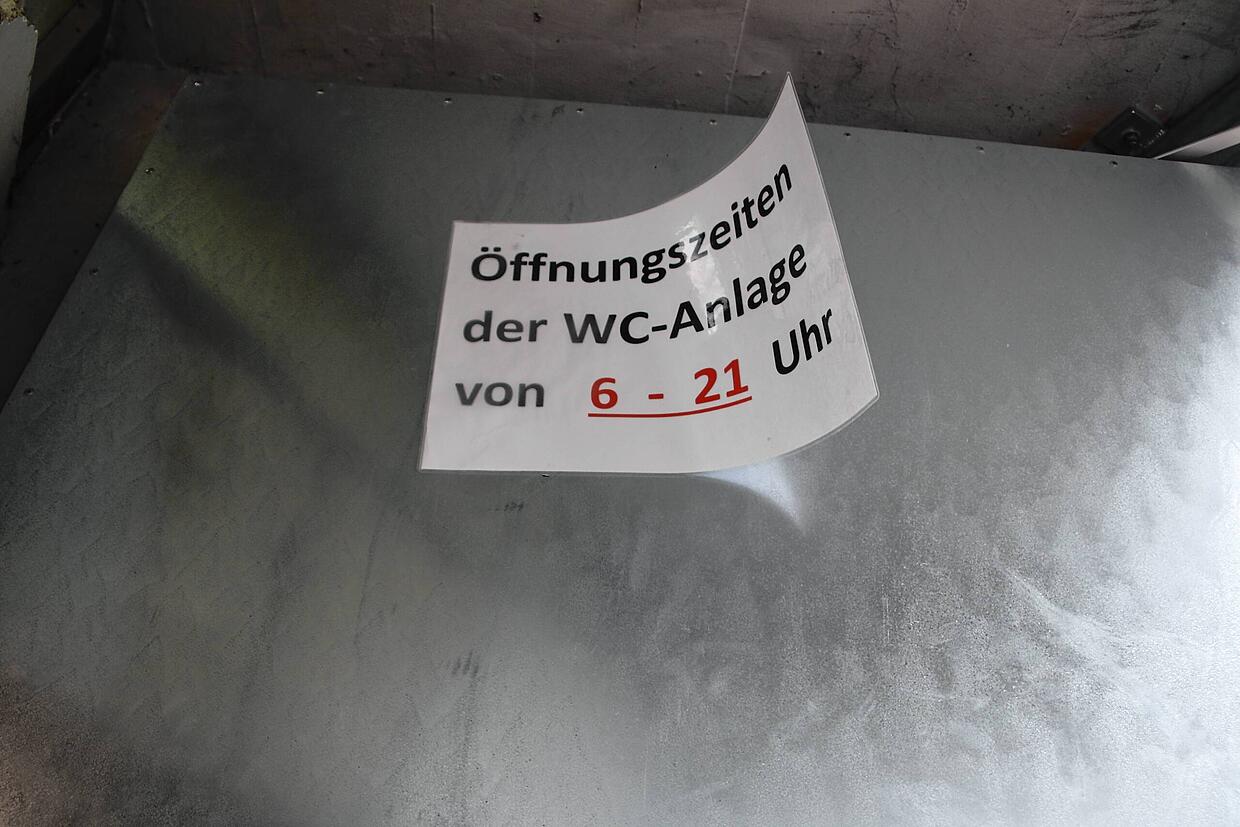 Öffnungszeiten
der WC-Anlage
von 6 - 21 Uhr